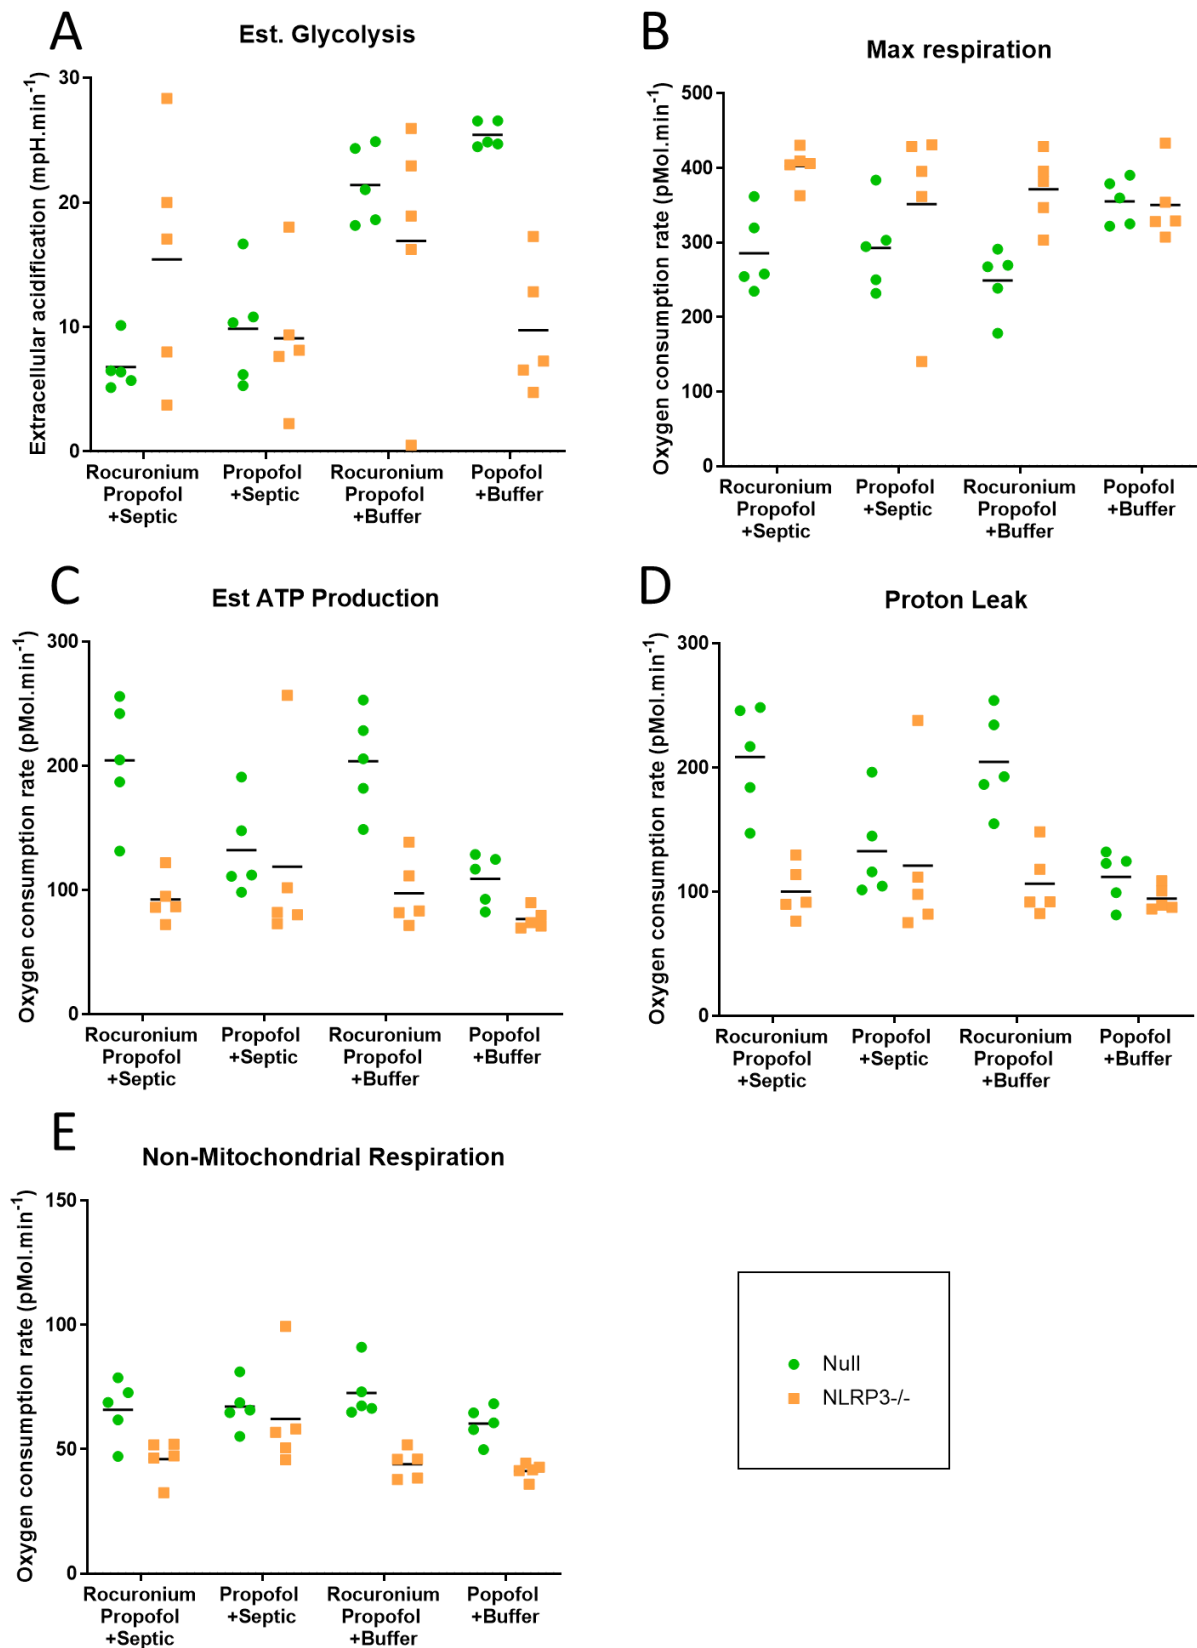 A
Est. Glycolysis
Extracellular acidification (mpH.min-1)
30
20
10
0
Rocuronium
Propofol
+Septic
Propofol
+Septic
Rocuronium
Propofol
+Buffer
Popofol
+Buffer
B
Max respiration
Oxygen consumption rate (pMol.min-1)
500
400
300
200
100
0
Rocuronium
Propofol
+Septic
Propofol
+Septic
Rocuronium
Propofol
+Buffer
Popofol
+Buffer
C
Est ATP Production
Oxygen consumption rate (pMol.min-1)
300
200
100
0
Rocuronium
Propofol
+Septic
Propofol
+Septic
Rocuronium
Propofol
+Buffer
Popofol
+Buffer
D
Proton Leak
Oxygen consumption rate (pMol.min-1)
300
200
100
0
Rocuronium
Propofol
+Septic
Propofol
+Septic
Rocuronium
Propofol
+Buffer
Popofol
+Buffer
E
Non-Mitochondrial Respiration
Oxygen consumption rate (pMol.min-1)
150
100
50
0
Rocuronium
Propofol
+Septic
Propofol
+Septic
Rocuronium
Propofol
+Buffer
Popofol
+Buffer
Null
NLRP3-/-